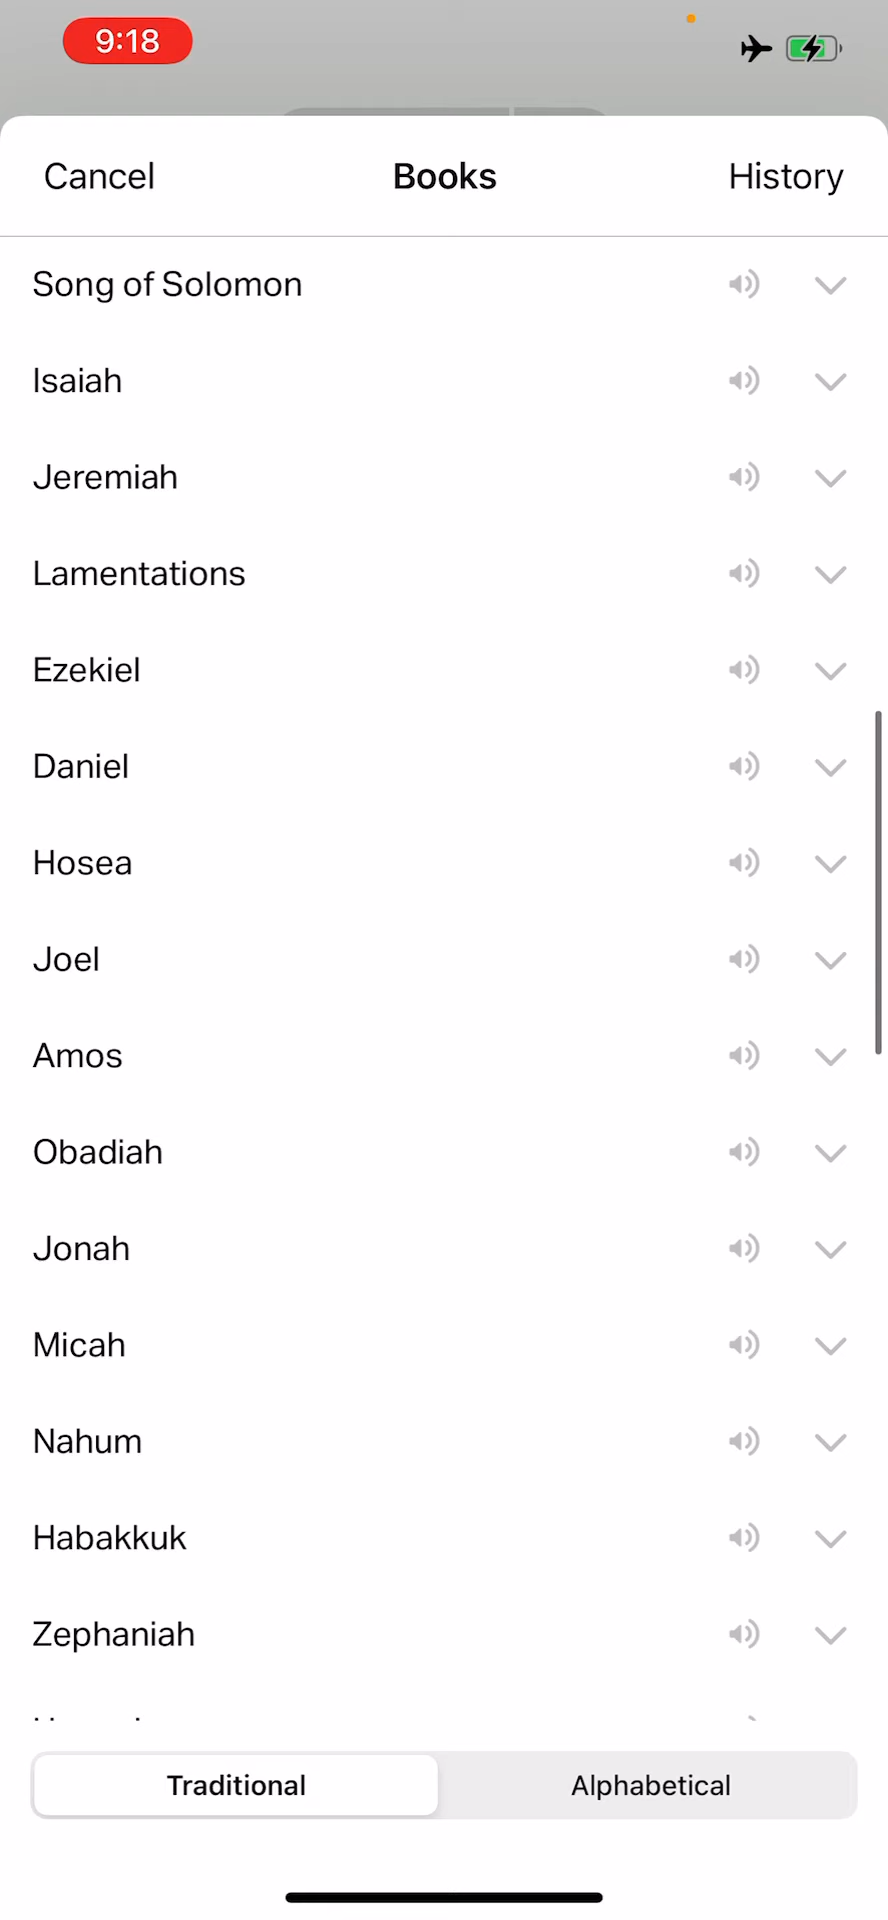 9:18
Cancel Books History
Song of Solomon
Isaiah
Jeremiah
Lamentations
Ezekiel
Daniel
Hosea
Joel
Amos
Obadiah
Jonah
Micah
Nahum
Habakkuk
Zephaniah
Traditional Alphabetical